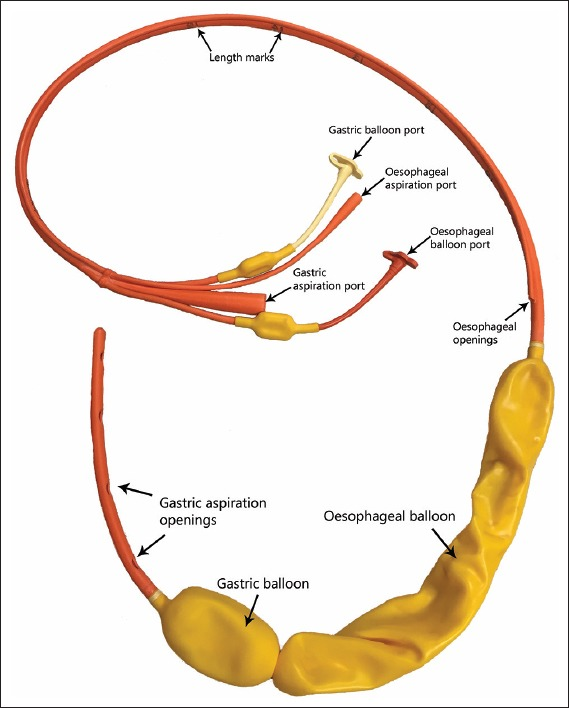 Length marks
Gastric balloon port
Oesophageal
aspiration port
Oesophageal
balloon port
Gastric
aspiration port
Oesophageal
openings
Gastric aspiration
openings
Oesophageal balloon
Gastric balloon